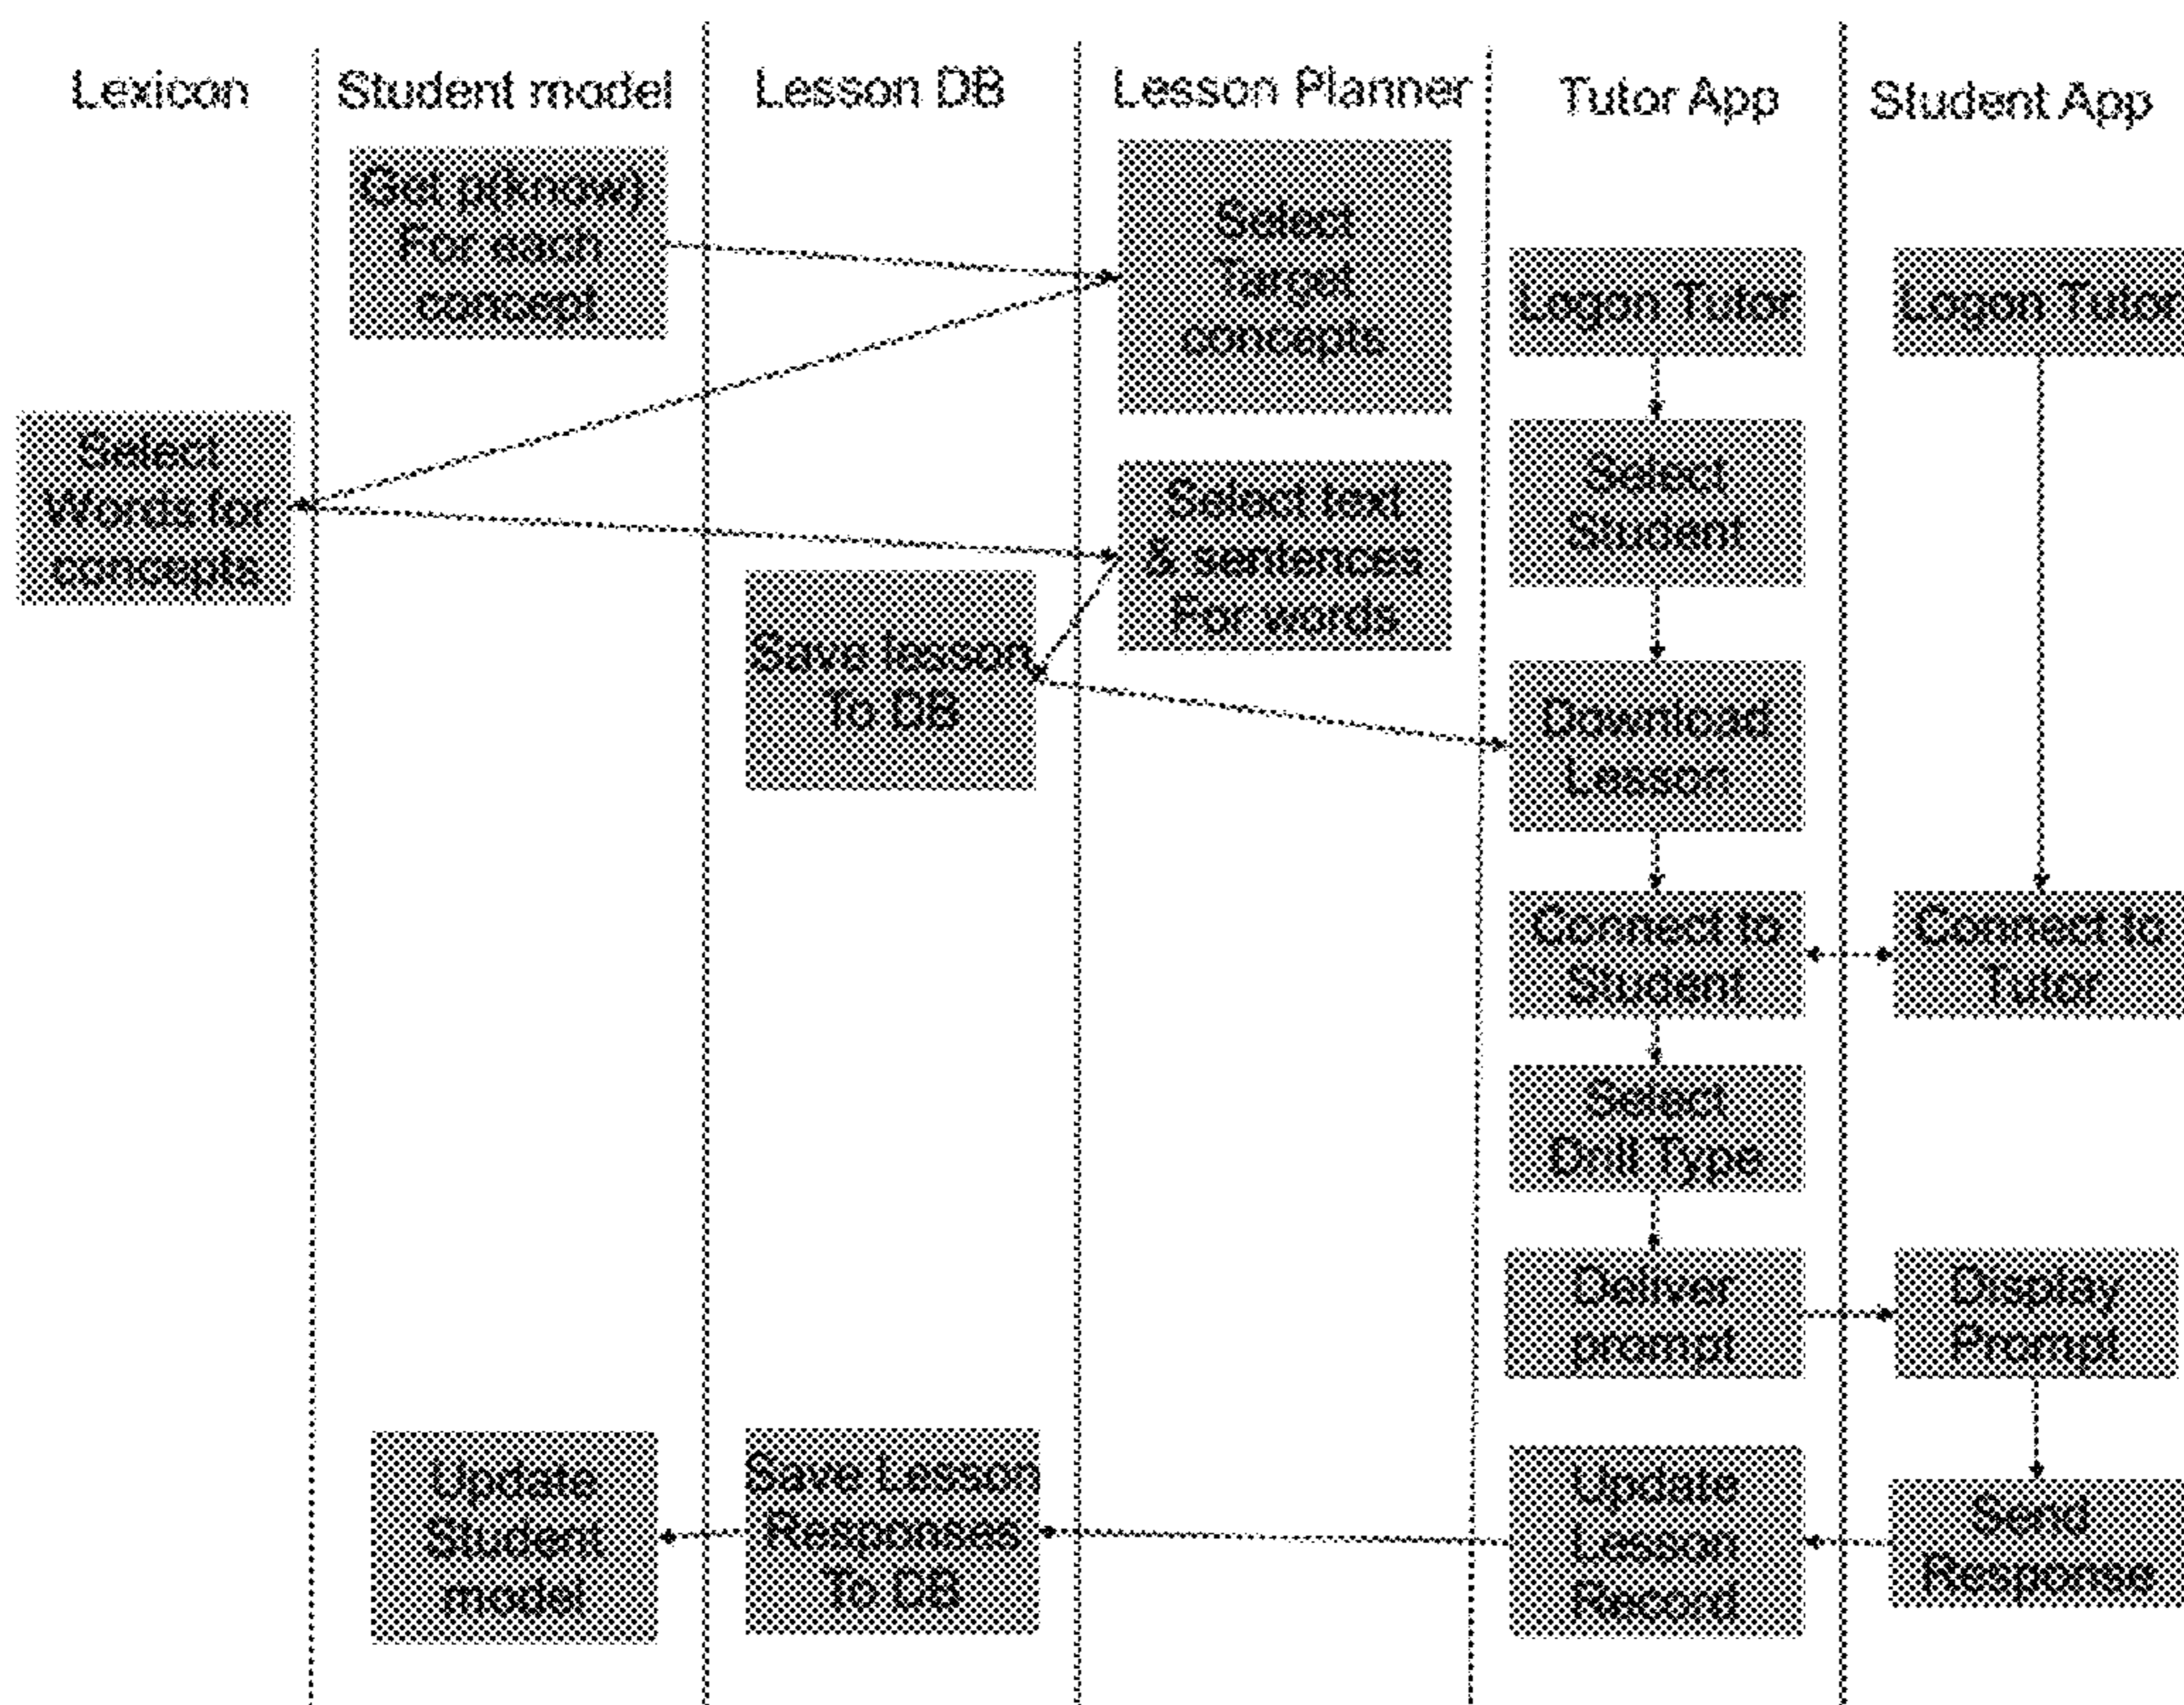 Lexicon
Student model
Lesson DB
Lesson Planner
Tutor App
Student App
Get p(know)
For each
concept
Select
Target
concepts
Logon Tutor
Logon Tutor
Select
Words for
concepts
Select text
& sentences
For words
Select
Student
Save lesson
To DB
Download
Lesson
Connect to
Student
Connect to
Tutor
Select
Drill Type
Deliver
prompt
Display
Prompt
Update
Student
model
Save Lesson
Responses
To DB
Update
Lesson
Record
Send
Response